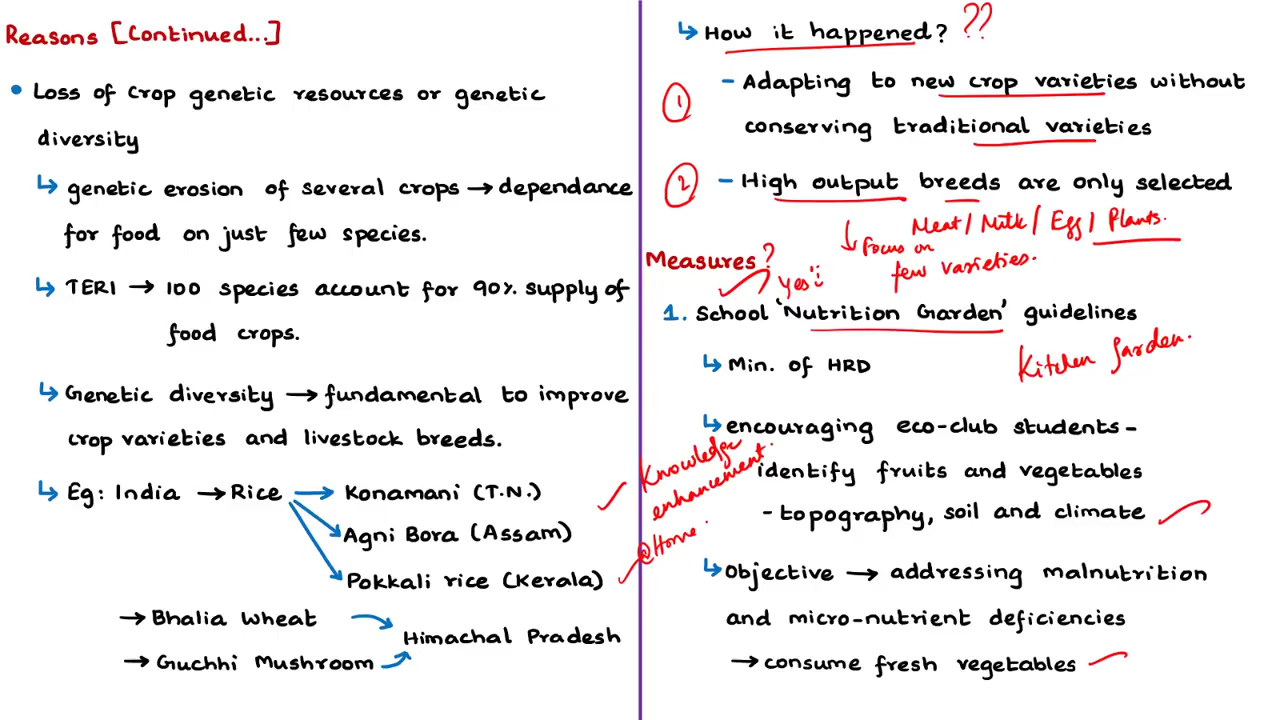 Reasons [Continued...]
• Loss of crop genetic resources or genetic
diversity
↳ genetic erosion of several crops → dependance
for food on just few species.
↳ TERI → 100 species account for 90% supply of
food crops.
↳ Genetic diversity → fundamental to improve
crop varieties and livestock breeds.
↳ Eg: India → Rice → Konamani (T.N.)
Agni Bora (Assam)
Pokkali rice (Kerala)
→ Bhalia Wheat
Himachal Pradesh
→ Guchhi Mushroom
↳ How it happened? ??
① - Adapting to new crop varieties without
conserving traditional varieties
② - High output breeds are only selected
Meat / Milk / Egg / Plants.
↓ Focus on
few varieties.
Measures ?
Yes
1. School 'Nutrition Garden' guidelines
Kitchen garden.
↳ Min. of HRD
↳ encouraging eco-club students -
identify fruits and vegetables
- topography, soil and climate
Knowledge
enhancement.
@Home.
↳ Objective → addressing malnutrition
and micro-nutrient deficiencies
→ consume fresh vegetables